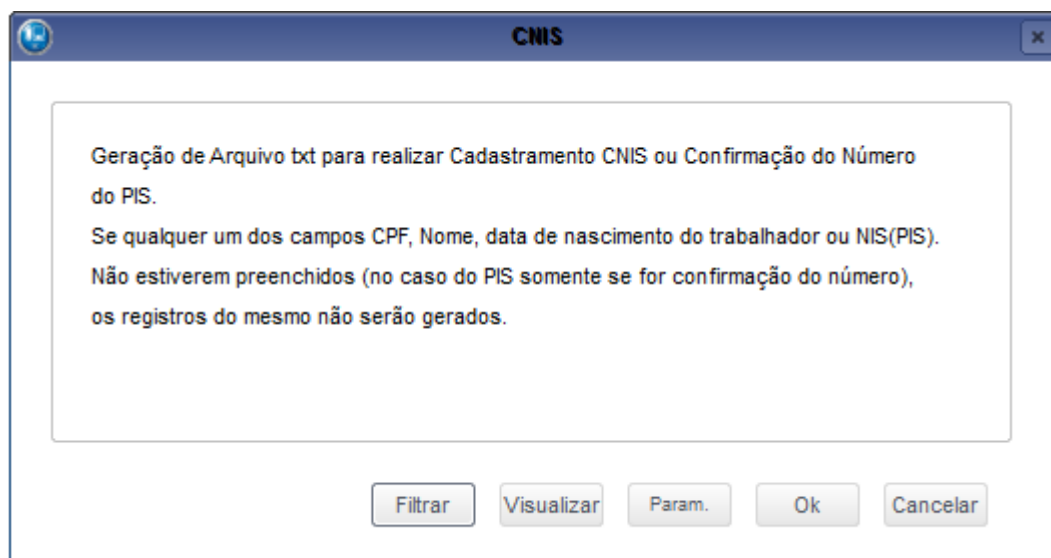 CNIS
Geração de Arquivo txt para realizar Cadastramento CNIS ou Confirmação do Número
do PIS.
Se qualquer um dos campos CPF, Nome, data de nascimento do trabalhador ou NIS(PIS).
Não estiverem preenchidos (no caso do PIS somente se for confirmação do número),
os registros do mesmo não serão gerados.
Filtrar Visualizar Param. Ok Cancelar